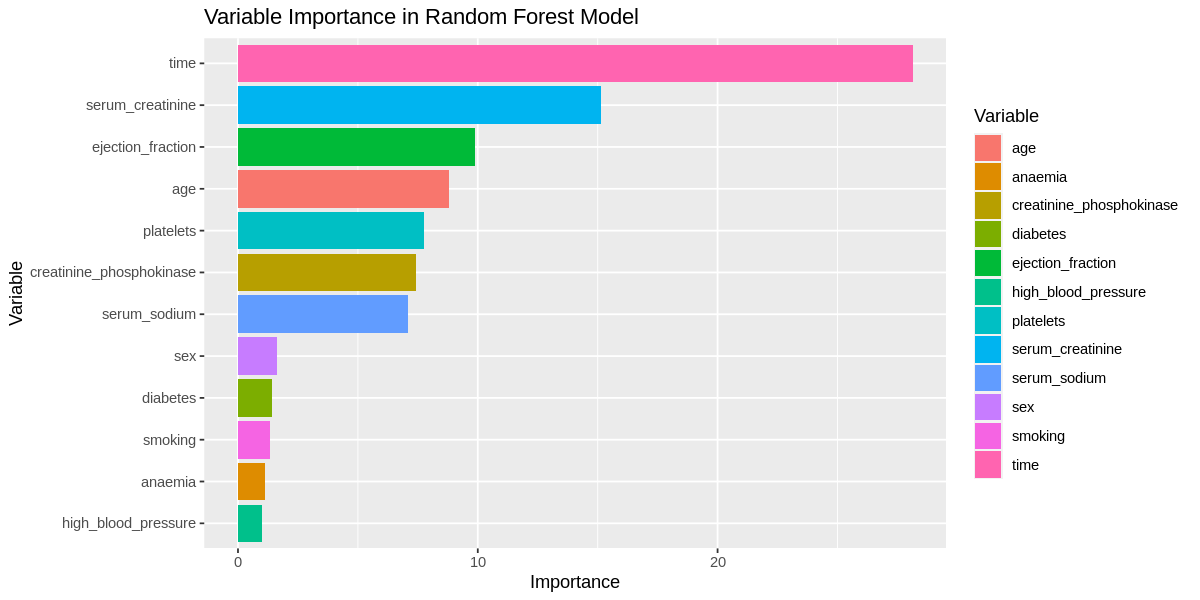 Variable Importance in Random Forest Model
Variable
time
serum_creatinine
ejection_fraction
age
platelets
creatinine_phosphokinase
serum_sodium
sex
diabetes
smoking
anaemia
high_blood_pressure
0 10 20
Importance
Variable
age
anaemia
creatinine_phosphokinase
diabetes
ejection_fraction
high_blood_pressure
platelets
serum_creatinine
serum_sodium
sex
smoking
time